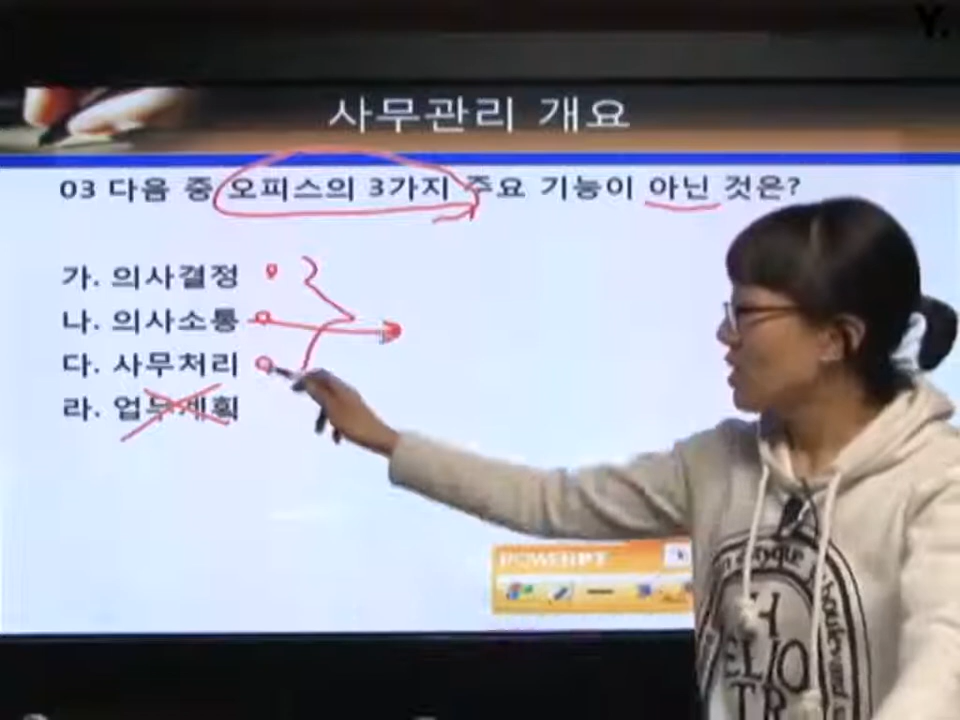 Y.
사무관리 개요
03 다음 중 오피스의 3가지 주요 기능이 아닌 것은?
가. 의사결정
나. 의사소통
다. 사무처리
라. 업무계획
POWERPT